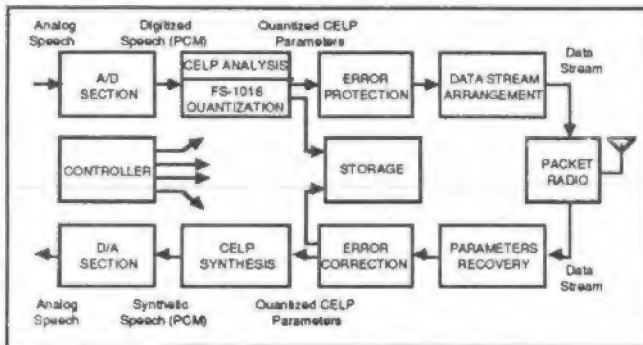 Analog
Speech
Digitized
Speech (PCM)
Quantized CELP
Parameters
A/D
SECTION
CELP ANALYSIS
FS-1016
QUANTIZATION
ERROR
PROTECTION
DATA STREAM
ARRANGEMENT
Data
Stream
CONTROLLER
STORAGE
PACKET
RADIO
D/A
SECTION
CELP
SYNTHESIS
ERROR
CORRECTION
PARAMETERS
RECOVERY
Data
Stream
Analog
Speech
Synthetic
Speech (PCM)
Quantized CELP
Parameters